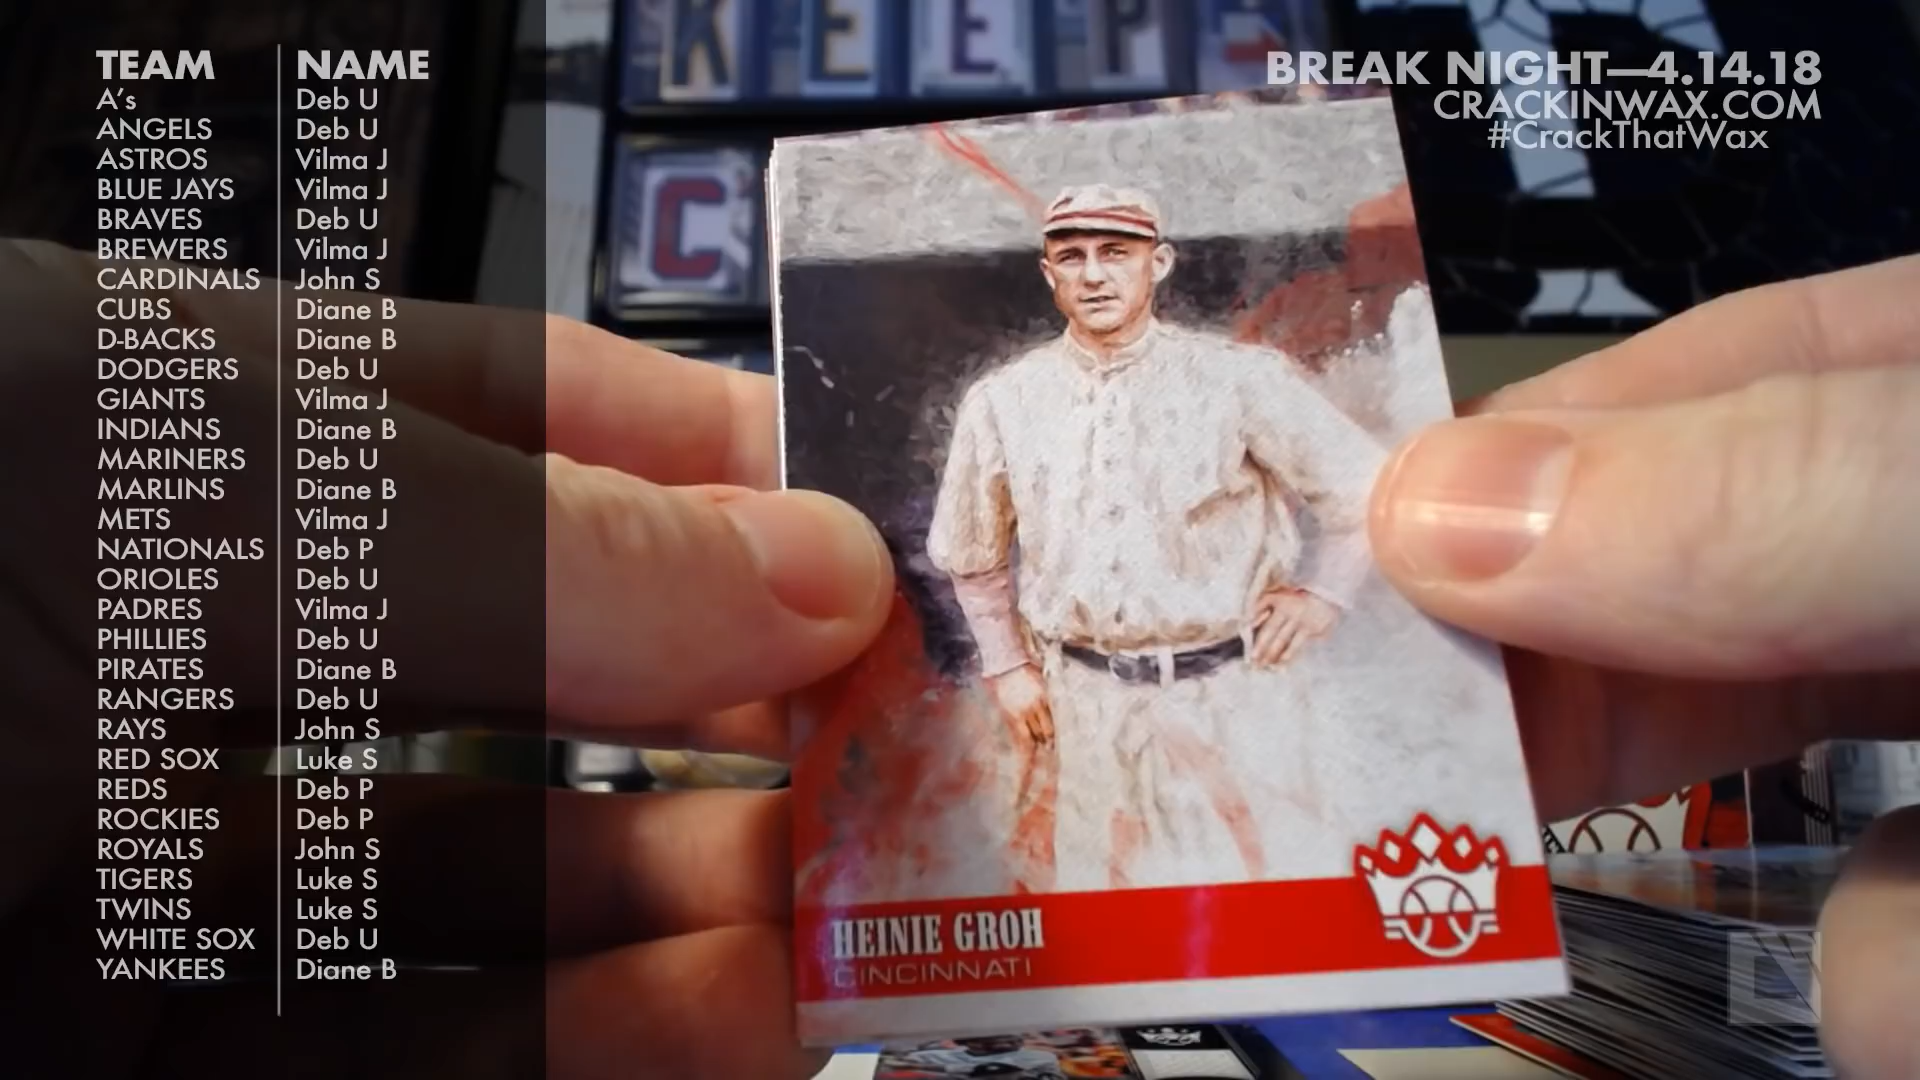 TEAM NAME
A's Deb U
ANGELS Deb U
ASTROS Vilma J
BLUE JAYS Vilma J
BRAVES Deb U
BREWERS Vilma J
CARDINALS John S
CUBS Diane B
D-BACKS Diane B
DODGERS Deb U
GIANTS Vilma J
INDIANS Diane B
MARINERS Deb U
MARLINS Diane B
METS Vilma J
NATIONALS Deb P
ORIOLES Deb U
PADRES Vilma J
PHILLIES Deb U
PIRATES Diane B
RANGERS Deb U
RAYS John S
RED SOX Luke S
REDS Deb P
ROCKIES Deb P
ROYALS John S
TIGERS Luke S
TWINS Luke S
WHITE SOX Deb U
YANKEES Diane B
BREAK NIGHT—4.14.18
CRACKINWAX.COM
#CrackThatWax
KEEP
C
HEINIE GROH
CINCINNATI